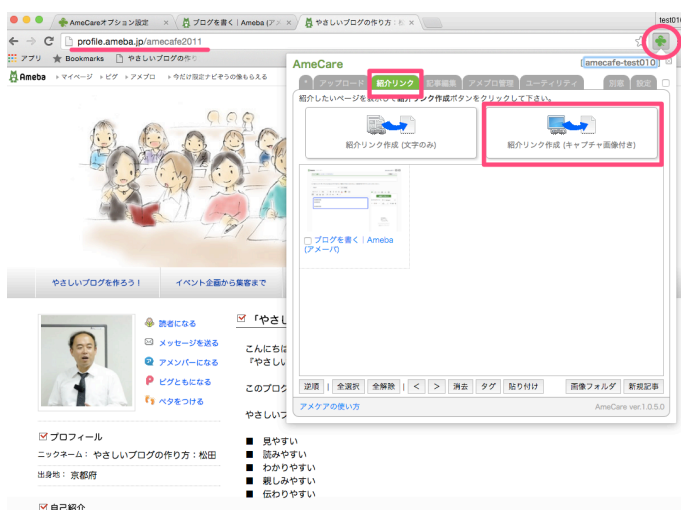 AmeCareオプション設定
ブログを書く | Ameba (アメ
やさしいブログの作り方：松
test01
profile.ameba.jp/amecafe2011
アプリ
Bookmarks
やさしいブログの作り
Ameba
マイページ
ピグ
アメブロ
今だけ限定ナビぞうの像もらえる
AmeCare
amecafe-test010
*
アップロード
紹介リンク
記事編集
アメブロ管理
ユーティリティ
別窓
設定
紹介したいページを表示して紹介リンク作成ボタンをクリックして下さい。
紹介リンク作成 (文字のみ)
紹介リンク作成 (キャプチャ画像付き)
ブログを書く | Ameba
(アメーバ)
やさしいブログを作ろう！
イベント企画から集客まで
読者になる
メッセージを送る
アメンバーになる
ピグともになる
ペタをつける
「やさし
こんにちは
『やさしい
このブログ
やさしいブ
■ 見やすい
■ 読みやすい
■ わかりやすい
■ 親しみやすい
■ 伝わりやすい
逆順 | 全選択 全解除 | < > 消去 タグ 貼り付け 画像フォルダ 新規記事
アメケアの使い方
AmeCare ver.1.0.5.0
プロフィール
ニックネーム： やさしいブログの作り方：松田
出身地： 京都府
自己紹介